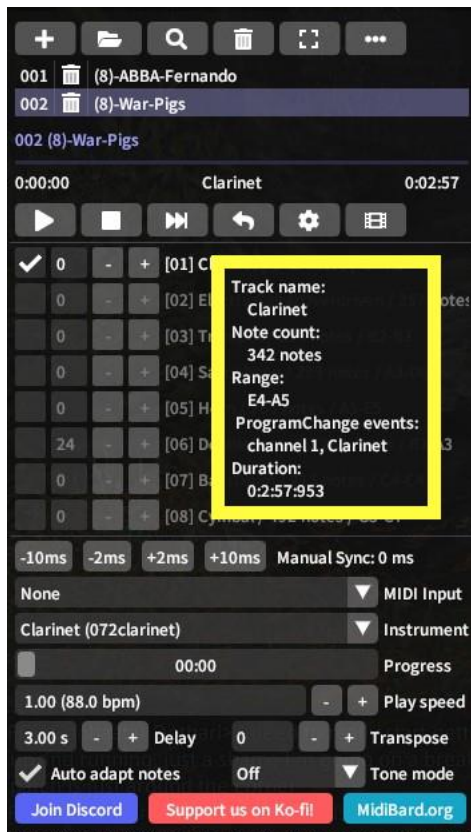 001 (8)-ABBA-Fernando
002 (8)-War-Pigs
002 (8)-War-Pigs
0:00:00 Clarinet 0:02:57
0 - + [01]
0 - + [02]
0 - + [03]
0 - + [04]
0 - + [05]
24 - + [06]
0 - + [07]
0 - + [08]
Track name:
Clarinet
Note count:
342 notes
Range:
E4-A5
ProgramChange events:
channel 1, Clarinet
Duration:
0:2:57:953
-10ms -2ms +2ms +10ms Manual Sync: 0 ms
None MIDI Input
Clarinet (072clarinet) Instrument
00:00 Progress
1.00 (88.0 bpm) - + Play speed
3.00 s - + Delay 0 - + Transpose
Auto adapt notes Off Tone mode
Join Discord Support us on Ko-fi! MidiBard.org